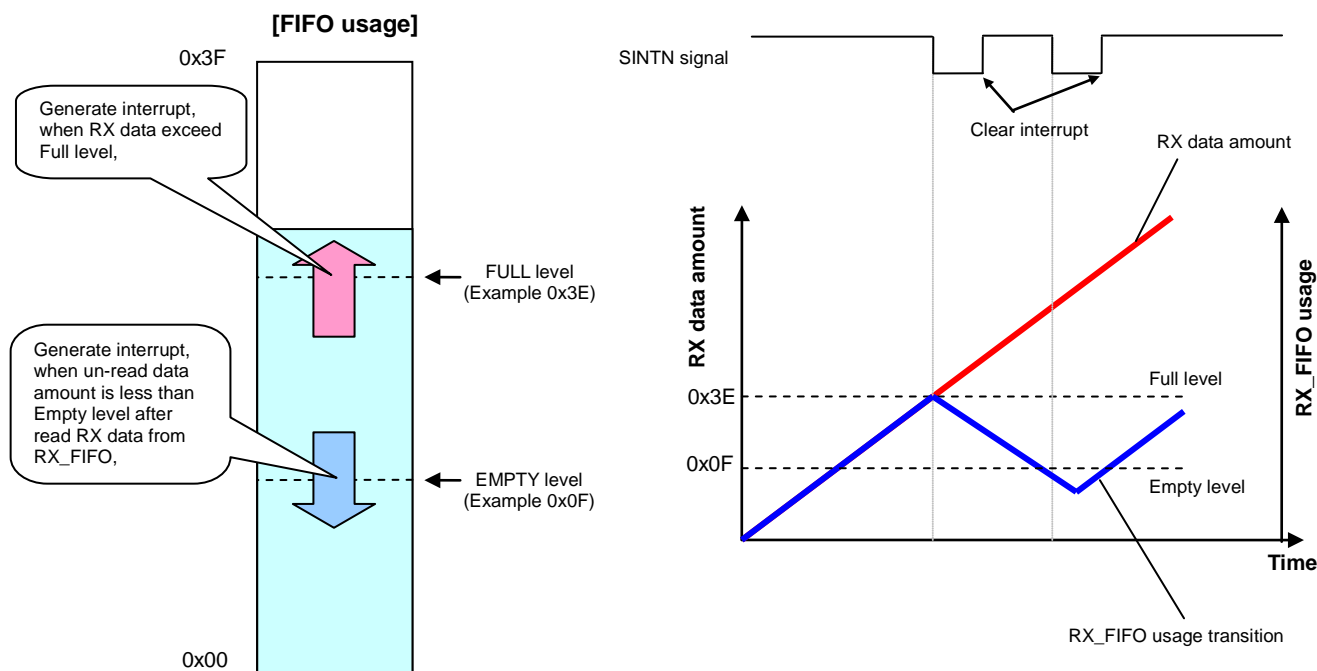 [FIFO usage]
0x3F
Generate interrupt,
when RX data exceed
Full level,
FULL level
(Example 0x3E)
Generate interrupt,
when un-read data
amount is less than
Empty level after
read RX data from
RX_FIFO,
EMPTY level
(Example 0x0F)
0x00
SINTN signal
Clear interrupt
RX data amount
RX data amount
RX_FIFO usage
0x3E
Full level
0x0F
Empty level
Time
RX_FIFO usage transition